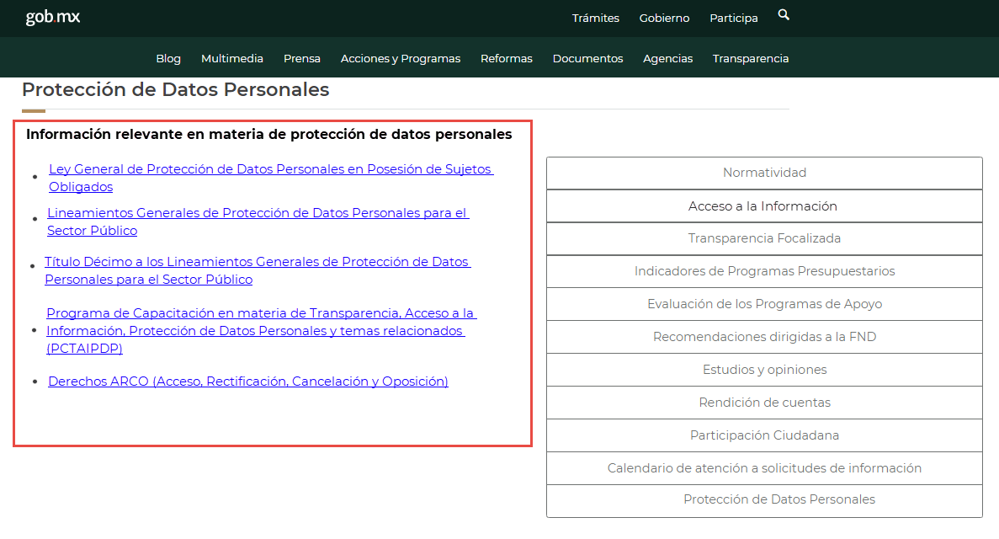 gob.mx
Trámites Gobierno Participa
Blog Multimedia Prensa Acciones y Programas Reformas Documentos Agencias Transparencia
Protección de Datos Personales
Información relevante en materia de protección de datos personales
• Ley General de Protección de Datos Personales en Posesión de Sujetos
Obligados
• Lineamientos Generales de Protección de Datos Personales para el
Sector Público
• Título Décimo a los Lineamientos Generales de Protección de Datos
Personales para el Sector Público
• Programa de Capacitación en materia de Transparencia, Acceso a la
Información, Protección de Datos Personales y temas relacionados
(PCTAIPDP)
• Derechos ARCO (Acceso, Rectificación, Cancelación y Oposición)
Normatividad
Acceso a la Información
Transparencia Focalizada
Indicadores de Programas Presupuestarios
Evaluación de los Programas de Apoyo
Recomendaciones dirigidas a la FND
Estudios y opiniones
Rendición de cuentas
Participación Ciudadana
Calendario de atención a solicitudes de información
Protección de Datos Personales